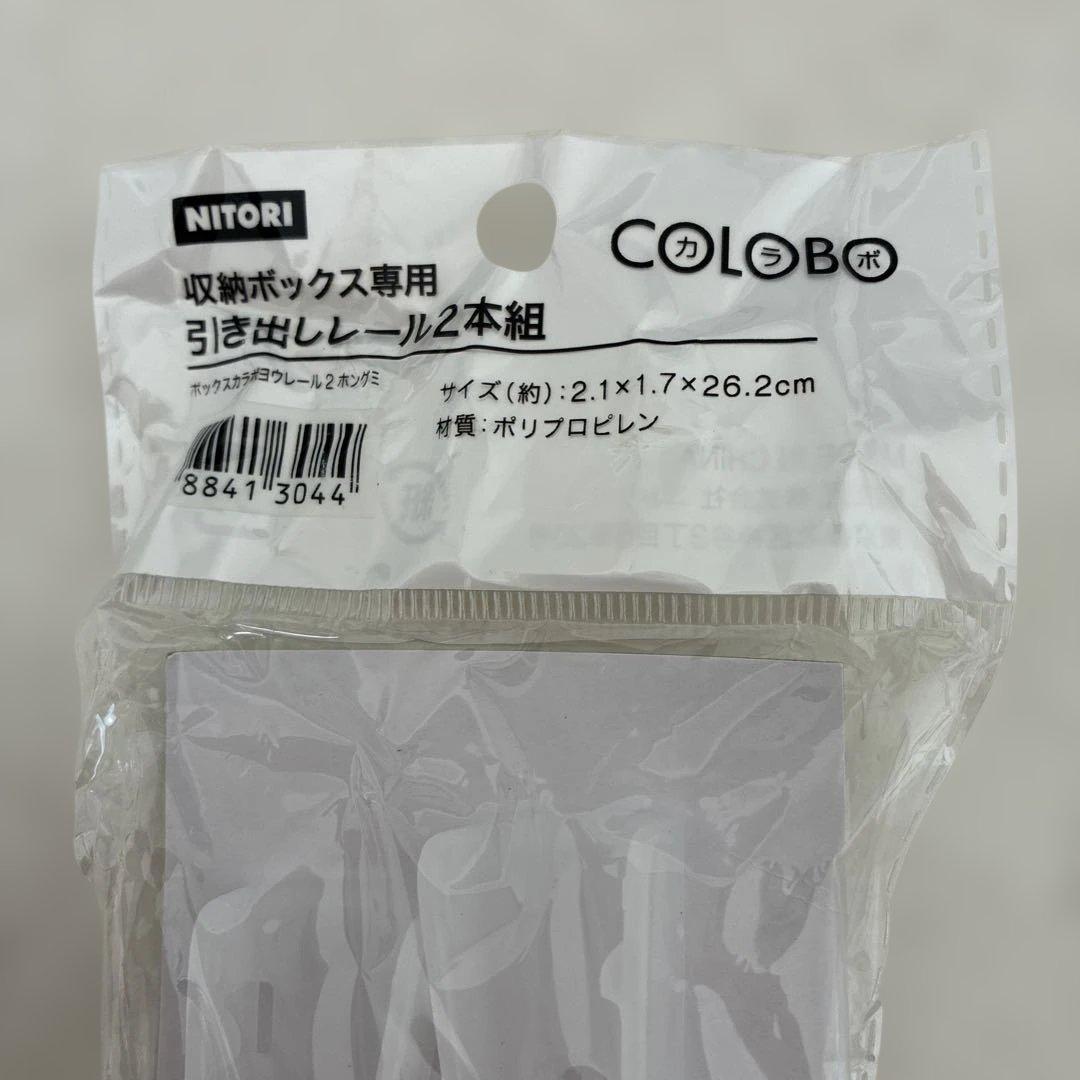 NITORI
COLOBO
カラボ
収納ボックス専用
引き出しレール2本組
ボックスカラボヨウレール2ホングミ
サイズ(約):2.1×1.7×26.2cm
材質:ポリプロピレン
8841 3044